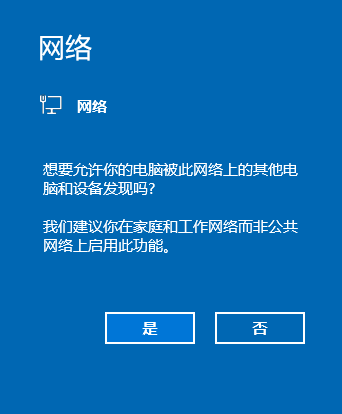 网络
网络
想要允许你的电脑被此网络上的其他电
脑和设备发现吗?
我们建议你在家庭和工作网络而非公共
网络上启用此功能。
是
否